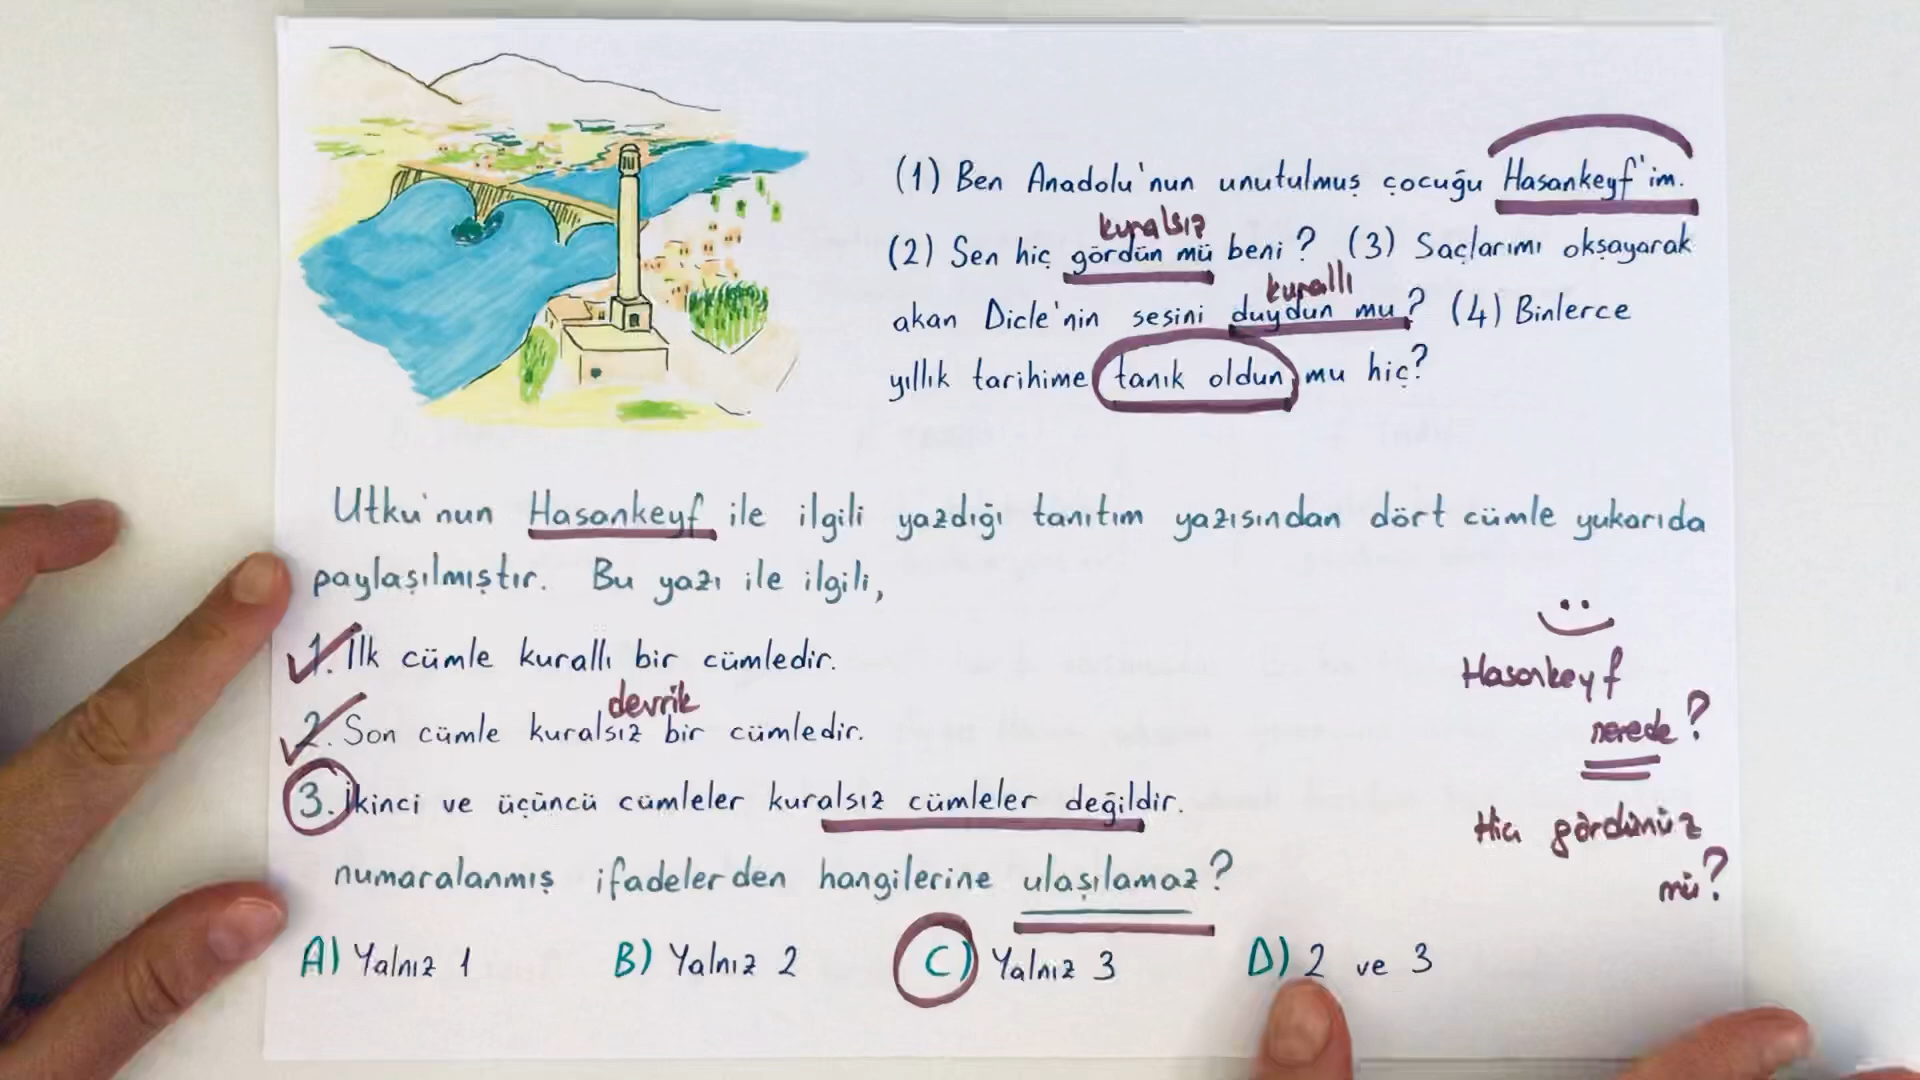 (1) Ben Anadolu'nun unutulmuş çocuğu Hasankeyf'im.
kuralsız
(2) Sen hiç gördün mü beni? (3) Saçlarımı okşayarak
kurallı
akan Dicle'nin sesini duydun mu? (4) Binlerce
yıllık tarihime tanık oldun mu hiç?
Utku'nun Hasankeyf ile ilgili yazdığı tanıtım yazısından dört cümle yukarıda
paylaşılmıştır. Bu yazı ile ilgili,
1. İlk cümle kurallı bir cümledir.
devrik
2. Son cümle kuralsız bir cümledir.
3. İkinci ve üçüncü cümleler kuralsız cümleler değildir.
numaralanmış ifadelerden hangilerine ulaşılamaz?
A) Yalnız 1 B) Yalnız 2 C) Yalnız 3 D) 2 ve 3
Hasankeyf
nerede?
Hiç gördünüz
mü?